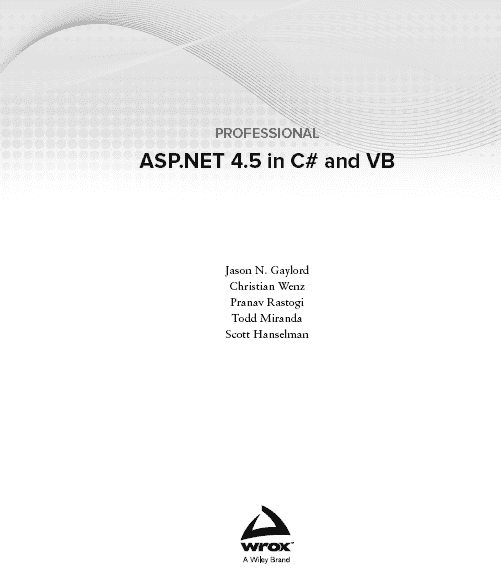 PROFESSIONAL
ASP.NET 4.5 in C# and VB
Jason N. Gaylord
Christian Wenz
Pranav Rastogi
Todd Miranda
Scott Hanselman
wrox™
A Wiley Brand